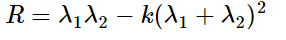 R = λ₁λ₂ − k(λ₁ + λ₂)²